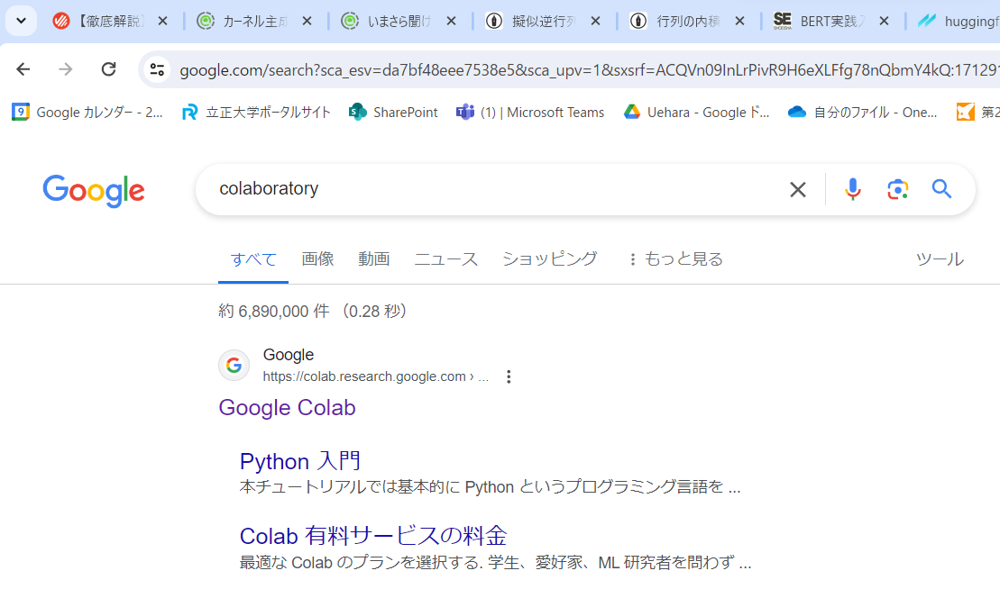 【徹底解説】
カーネル主成
いまさら聞け
擬似逆行列
行列の内積
BERT実践入
huggingf
google.com/search?sca_esv=da7bf48eee7538e5&sca_upv=1&sxsrf=ACQVn09InLrPivR9H6eXLFfg78nQbmY4kQ:171291
Google カレンダー - 2...
立正大学ポータルサイト
SharePoint
(1) | Microsoft Teams
Uehara - Google ド...
自分のファイル - One...
第2
Google
colaboratory
すべて 画像 動画 ニュース ショッピング もっと見る ツール
約 6,890,000 件 （0.28 秒）
Google
https://colab.research.google.com › ...
Google Colab
Python 入門
本チュートリアルでは基本的に Python というプログラミング言語を ...
Colab 有料サービスの料金
最適な Colab のプランを選択する. 学生、愛好家、ML 研究者を問わず ...